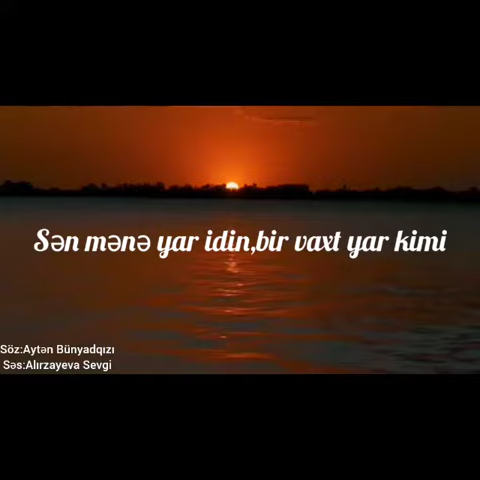 Sən mənə yar idin,bir vaxt yar kimi
Söz:Aytən Bünyadqızı
Səs:Alırzayeva Sevgi